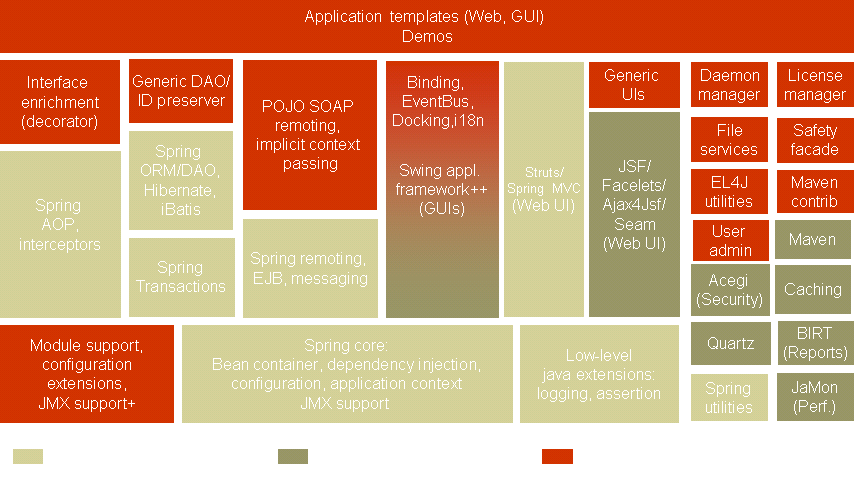 Application templates (Web, GUI)
Demos
Interface
enrichment
(decorator)
Generic DAO/
ID preserver
POJO SOAP
remoting,
implicit context
passing
Binding,
EventBus,
Docking,i18n
Swing appl.
framework++
(GUIs)
Struts/
Spring MVC
(Web UI)
Generic
UIs
JSF/
Facelets/
Ajax4Jsf/
Seam
(Web UI)
Spring
AOP,
interceptors
Spring
ORM/DAO,
Hibernate,
iBatis
Spring
Transactions
Spring remoting,
EJB, messaging
Module support,
configuration
extensions,
JMX support+
Spring core:
Bean container, dependency injection,
configuration, application context
JMX support
Low-level
java extensions:
logging, assertion
Daemon
manager
License
manager
File
services
Safety
facade
EL4J
utilities
Maven
contrib
User
admin
Maven
Acegi
(Security)
Caching
Quartz
BIRT
(Reports)
Spring
utilities
JaMon
(Perf.)